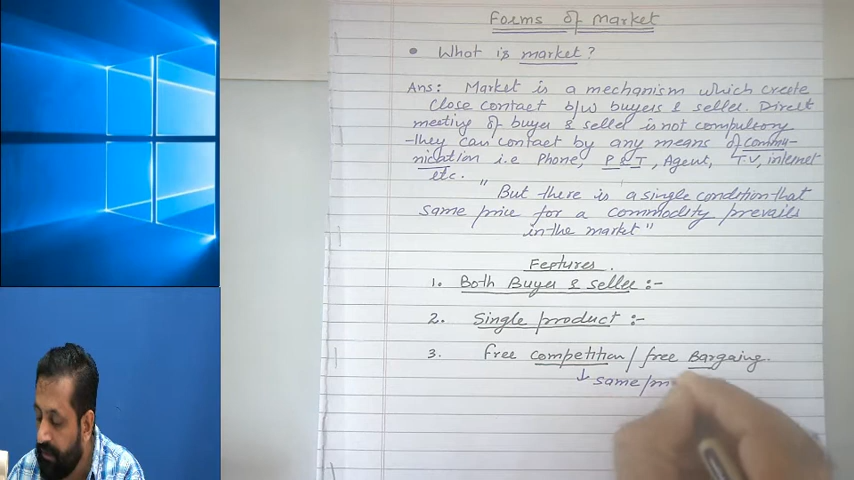 Forms of market
• What is market?
Ans: Market is a mechanism which create
close contact b/w buyers & seller. Direct
meeting of buyer & seller is not compulsory
they can contact by any means of commu-
nication i.e Phone, P & T, Agent, T.V, internet
etc.
"But there is a single condition that
same price for a commodity prevails
in the market"
Features.
1. Both Buyer & seller :-
2. Single product :-
3. free competition / free Bargaing.
↓ same